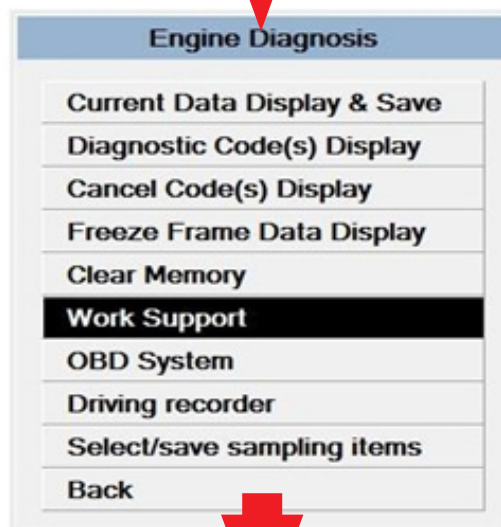 Engine Diagnosis
Current Data Display & Save
Diagnostic Code(s) Display
Cancel Code(s) Display
Freeze Frame Data Display
Clear Memory
Work Support
OBD System
Driving recorder
Select/save sampling items
Back